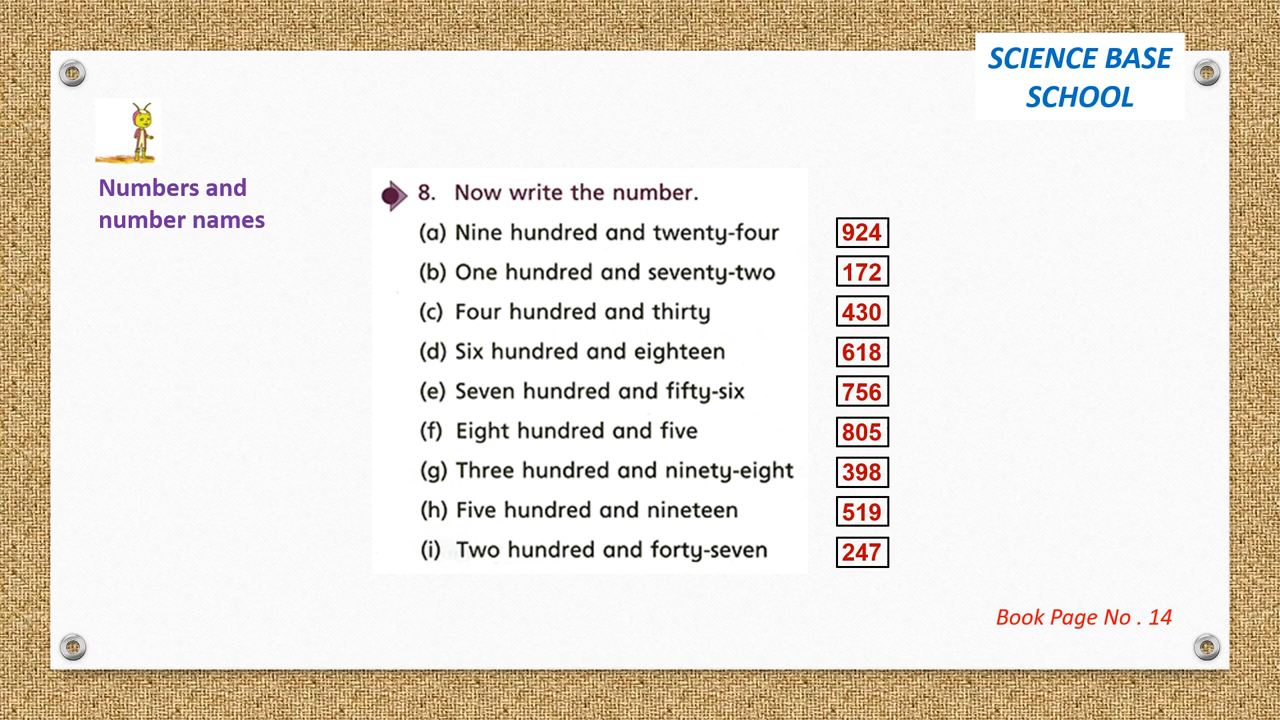 SCIENCE BASE
SCHOOL
Numbers and
number names
8. Now write the number.
(a) Nine hundred and twenty-four 924
(b) One hundred and seventy-two 172
(c) Four hundred and thirty 430
(d) Six hundred and eighteen 618
(e) Seven hundred and fifty-six 756
(f) Eight hundred and five 805
(g) Three hundred and ninety-eight 398
(h) Five hundred and nineteen 519
(i) Two hundred and forty-seven 247
Book Page No . 14